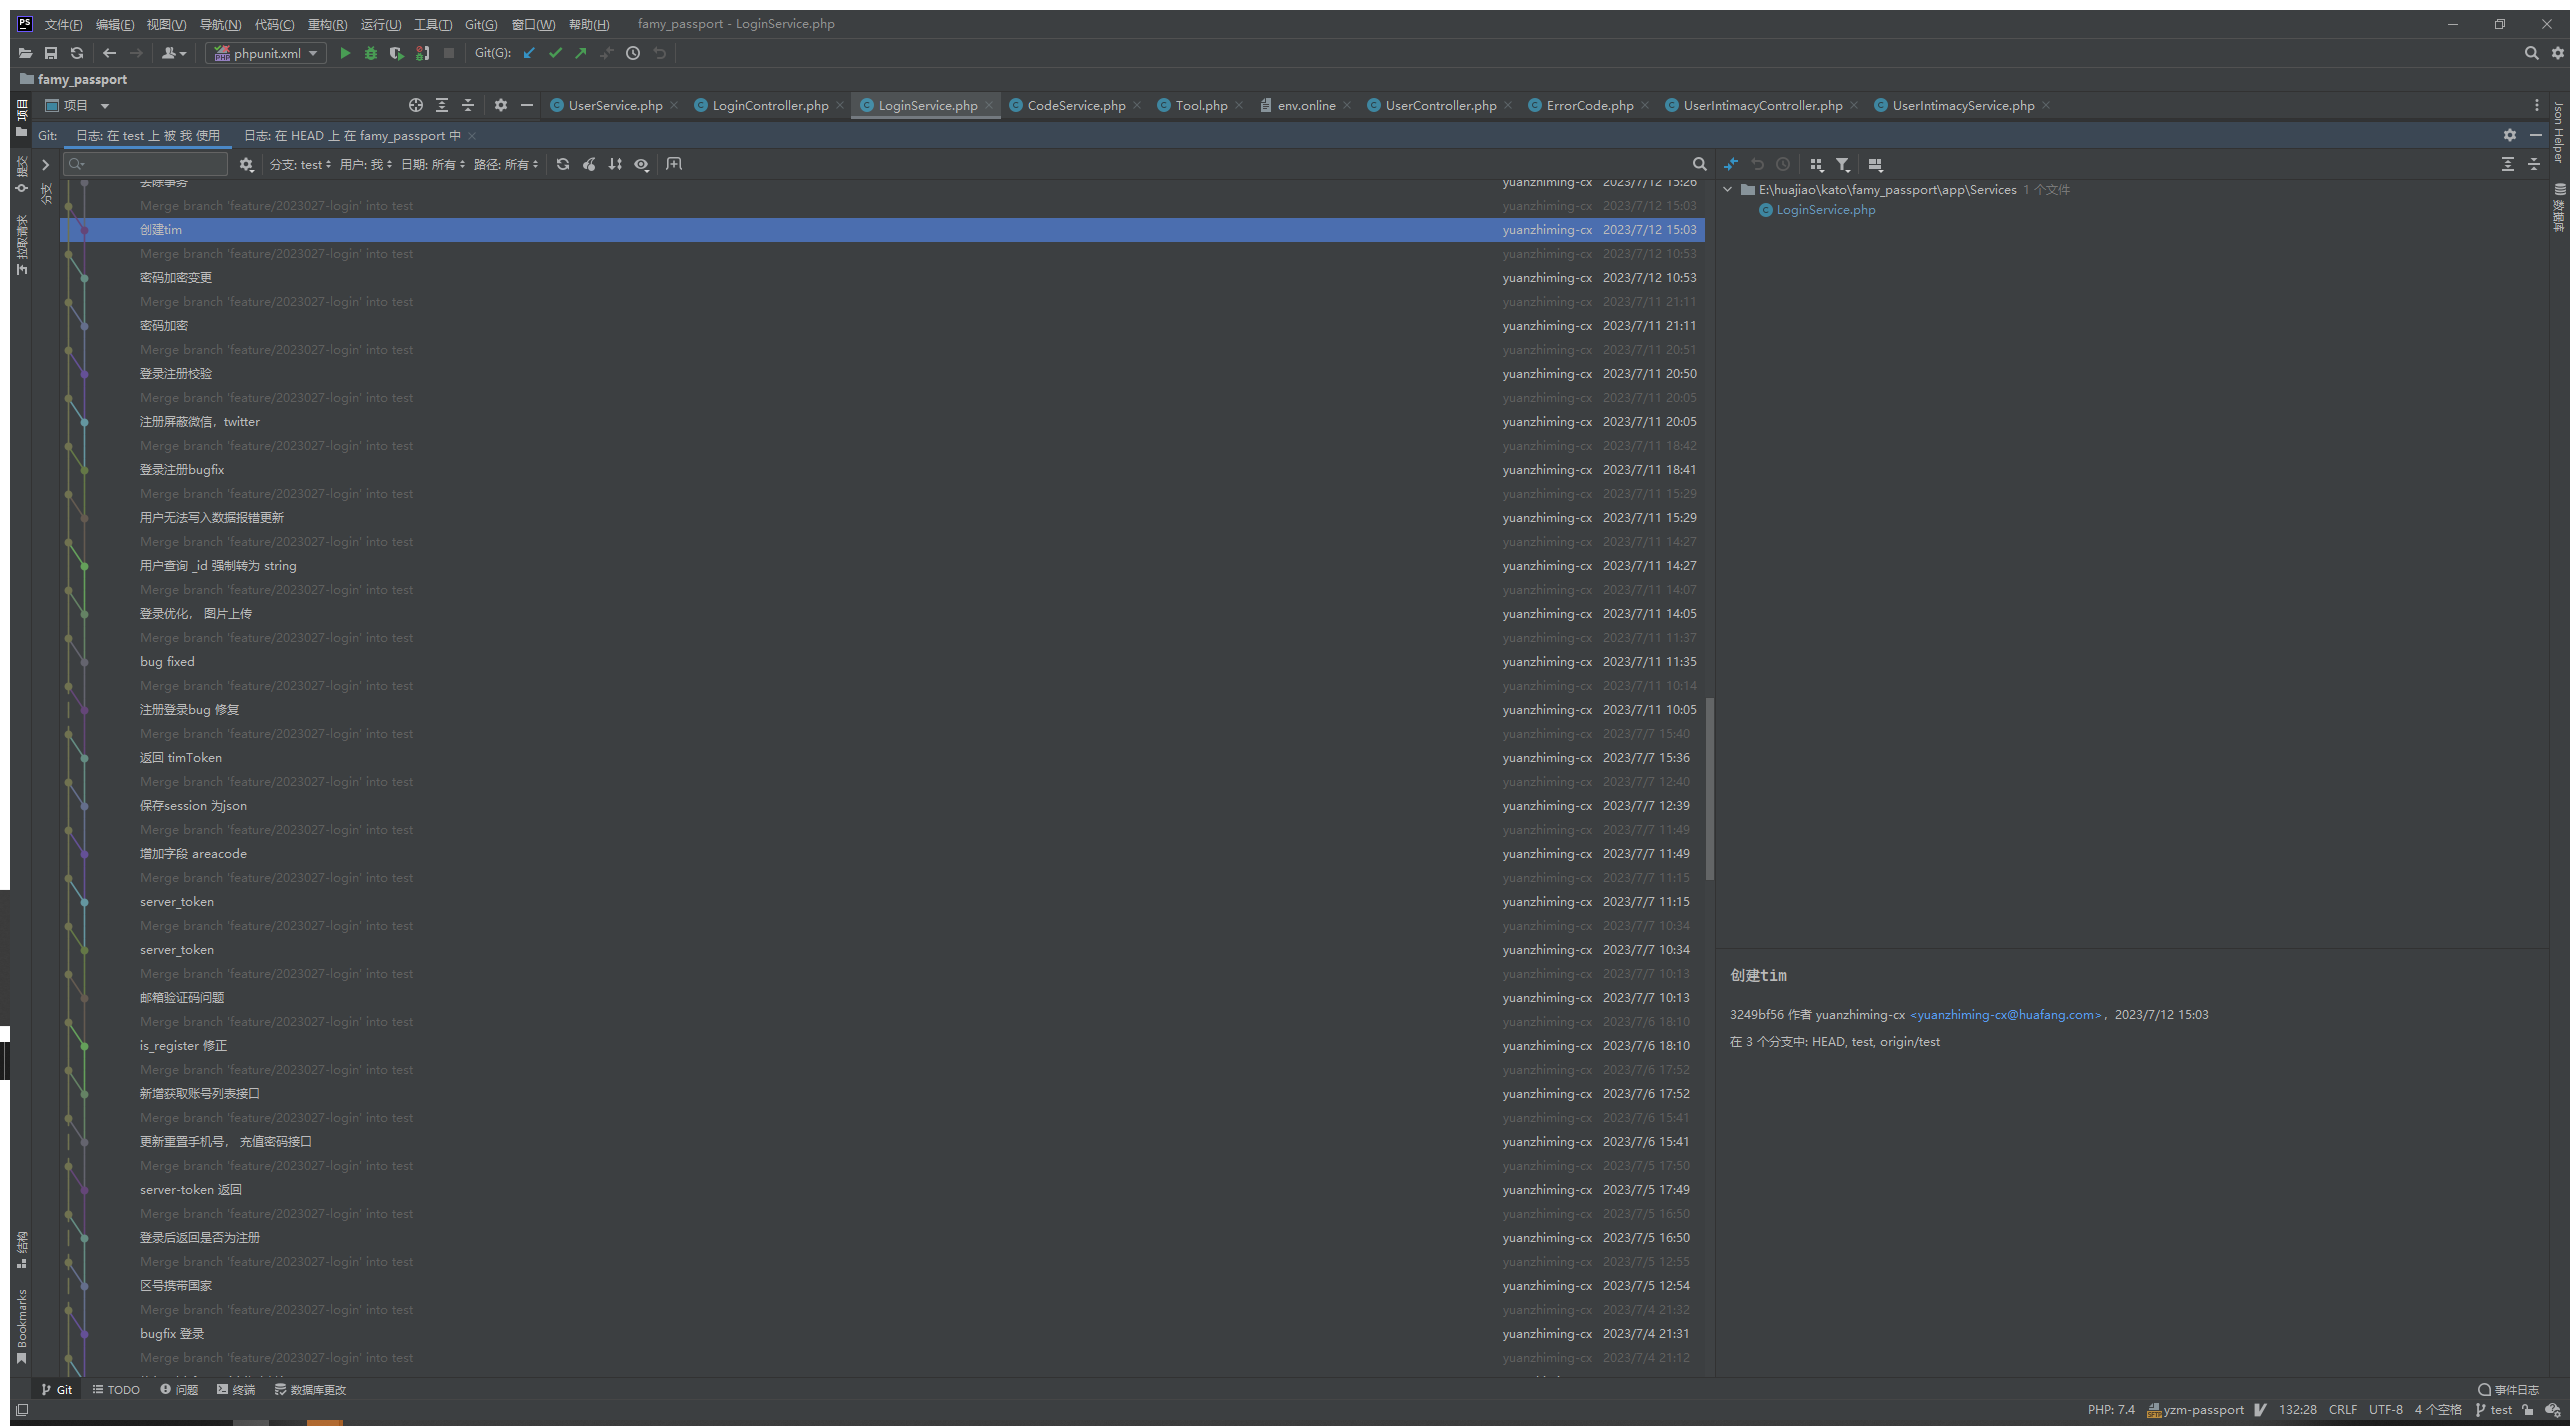 文件(F) 编辑(E) 视图(V) 导航(N) 代码(C) 重构(R) 运行(U) 工具(T) Git(G) 窗口(W) 帮助(H) famy_passport - LoginService.php
phpunit.xml Git(G):
famy_passport
项目 UserService.php LoginController.php LoginService.php CodeService.php Tool.php env.online UserController.php ErrorCode.php UserIntimacyController.php UserIntimacyService.php
Git: 日志: 在 test 上 被 我 使用 日志: 在 HEAD 上 在 famy_passport 中
分支: test 用户: 我 日期: 所有 路径: 所有
去除事务 yuanzhiming-cx 2023/7/12 15:26
Merge branch 'feature/2023027-login' into test yuanzhiming-cx 2023/7/12 15:03
创建tim yuanzhiming-cx 2023/7/12 15:03
Merge branch 'feature/2023027-login' into test yuanzhiming-cx 2023/7/12 10:53
密码加密变更 yuanzhiming-cx 2023/7/12 10:53
Merge branch 'feature/2023027-login' into test yuanzhiming-cx 2023/7/11 21:11
密码加密 yuanzhiming-cx 2023/7/11 21:11
Merge branch 'feature/2023027-login' into test yuanzhiming-cx 2023/7/11 20:51
登录注册校验 yuanzhiming-cx 2023/7/11 20:50
Merge branch 'feature/2023027-login' into test yuanzhiming-cx 2023/7/11 20:05
注册屏蔽微信，twitter yuanzhiming-cx 2023/7/11 20:05
Merge branch 'feature/2023027-login' into test yuanzhiming-cx 2023/7/11 18:42
登录注册bugfix yuanzhiming-cx 2023/7/11 18:41
Merge branch 'feature/2023027-login' into test yuanzhiming-cx 2023/7/11 15:29
用户无法写入数据报错更新 yuanzhiming-cx 2023/7/11 15:29
Merge branch 'feature/2023027-login' into test yuanzhiming-cx 2023/7/11 14:27
用户查询 _id 强制转为 string yuanzhiming-cx 2023/7/11 14:27
Merge branch 'feature/2023027-login' into test yuanzhiming-cx 2023/7/11 14:07
登录优化， 图片上传 yuanzhiming-cx 2023/7/11 14:05
Merge branch 'feature/2023027-login' into test yuanzhiming-cx 2023/7/11 11:37
bug fixed yuanzhiming-cx 2023/7/11 11:35
Merge branch 'feature/2023027-login' into test yuanzhiming-cx 2023/7/11 10:14
注册登录bug 修复 yuanzhiming-cx 2023/7/11 10:05
Merge branch 'feature/2023027-login' into test yuanzhiming-cx 2023/7/7 15:40
返回 timToken yuanzhiming-cx 2023/7/7 15:36
Merge branch 'feature/2023027-login' into test yuanzhiming-cx 2023/7/7 12:40
保存session 为json yuanzhiming-cx 2023/7/7 12:39
Merge branch 'feature/2023027-login' into test yuanzhiming-cx 2023/7/7 11:49
增加字段 areacode yuanzhiming-cx 2023/7/7 11:49
Merge branch 'feature/2023027-login' into test yuanzhiming-cx 2023/7/7 11:15
server_token yuanzhiming-cx 2023/7/7 11:15
Merge branch 'feature/2023027-login' into test yuanzhiming-cx 2023/7/7 10:34
server_token yuanzhiming-cx 2023/7/7 10:34
Merge branch 'feature/2023027-login' into test yuanzhiming-cx 2023/7/7 10:13
邮箱验证码问题 yuanzhiming-cx 2023/7/7 10:13
Merge branch 'feature/2023027-login' into test yuanzhiming-cx 2023/7/6 18:10
is_register 修正 yuanzhiming-cx 2023/7/6 18:10
Merge branch 'feature/2023027-login' into test yuanzhiming-cx 2023/7/6 17:52
新增获取账号列表接口 yuanzhiming-cx 2023/7/6 17:52
Merge branch 'feature/2023027-login' into test yuanzhiming-cx 2023/7/6 15:41
更新重置手机号， 充值密码接口 yuanzhiming-cx 2023/7/6 15:41
Merge branch 'feature/2023027-login' into test yuanzhiming-cx 2023/7/5 17:50
server-token 返回 yuanzhiming-cx 2023/7/5 17:49
Merge branch 'feature/2023027-login' into test yuanzhiming-cx 2023/7/5 16:50
登录后返回是否为注册 yuanzhiming-cx 2023/7/5 16:50
Merge branch 'feature/2023027-login' into test yuanzhiming-cx 2023/7/5 12:55
区号携带国家 yuanzhiming-cx 2023/7/5 12:54
Merge branch 'feature/2023027-login' into test yuanzhiming-cx 2023/7/4 21:32
bugfix 登录 yuanzhiming-cx 2023/7/4 21:31
Merge branch 'feature/2023027-login' into test yuanzhiming-cx 2023/7/4 21:12
E:\huajiao\kato\famy_passport\app\Services 1 个文件
LoginService.php
创建tim
3249bf56 作者 yuanzhiming-cx <yuanzhiming-cx@huafang.com>，2023/7/12 15:03
在 3 个分支中: HEAD, test, origin/test
项目
提交
拉取请求
分支
结构
Bookmarks
Json Helper
数据库
Git TODO 问题 终端 数据库更改 事件日志
PHP: 7.4 yzm-passport 132:28 CRLF UTF-8 4 个空格 test